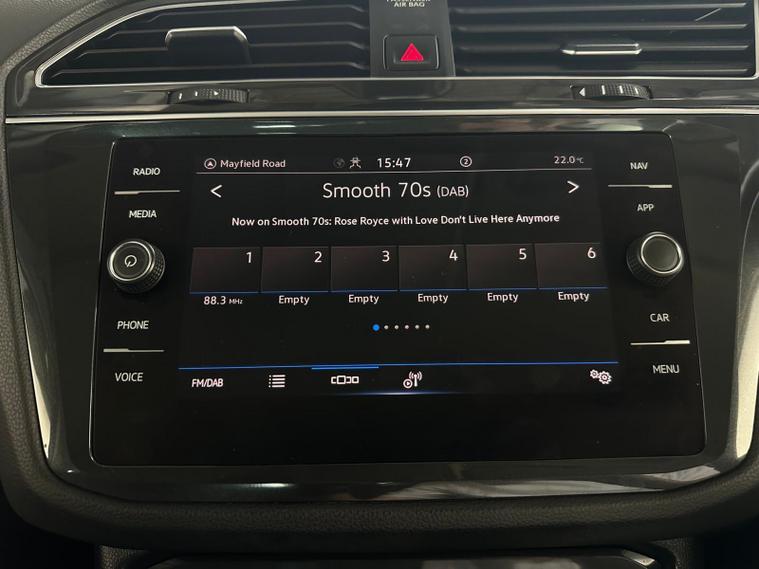 PASSENGER
AIR BAG
RADIO
MEDIA
PHONE
VOICE
Mayfield Road
15:47
2
22.0°C
< Smooth 70s (DAB) >
Now on Smooth 70s: Rose Royce with Love Don't Live Here Anymore
1 2 3 4 5 6
88.3 MHz Empty Empty Empty Empty Empty
FM/DAB
NAV
APP
CAR
MENU